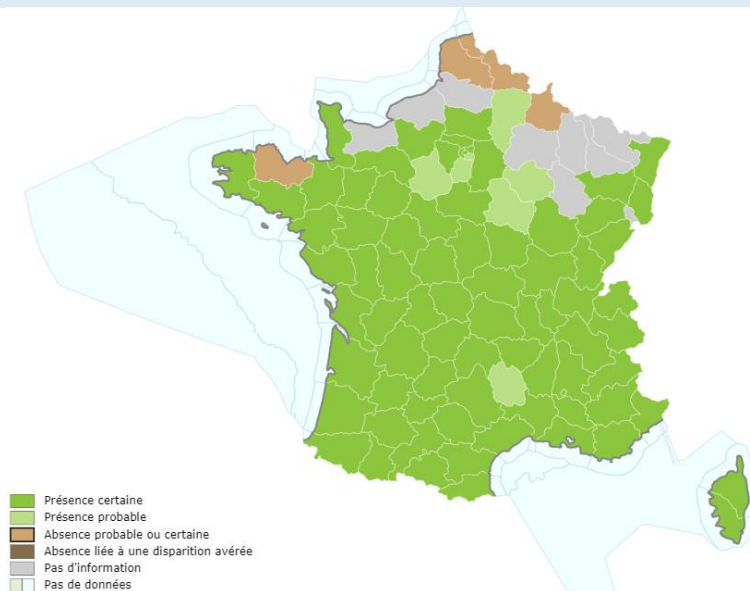 Présence certaine
Présence probable
Absence probable ou certaine
Absence liée à une disparition avérée
Pas d'information
Pas de données